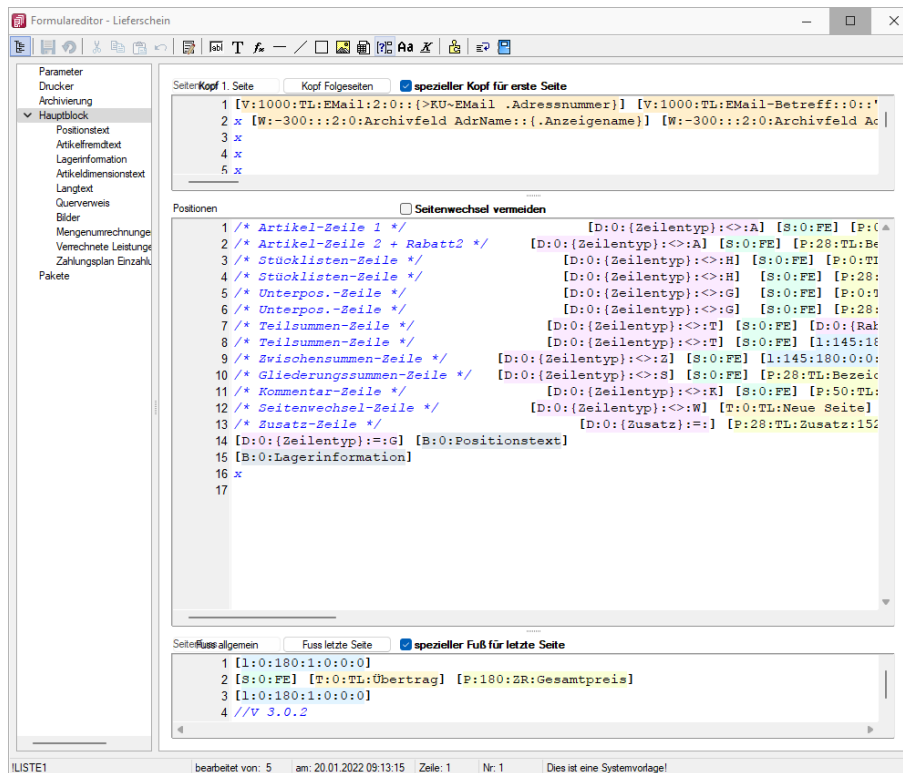 Formulareditor - Lieferschein
Parameter
Drucker
Archivierung
Hauptblock
Positionstext
Artikelfremdtext
Lagerinformation
Artikeldimensionstext
Langtext
Querverweis
Bilder
Mengenumrechnunge
Verrechnete Leistunge
Zahlungsplan Einzahlu
Pakete
Kopf 1. Seite Kopf Folgeseiten spezieller Kopf für erste Seite
1 [V:1000:TL:EMail:2:0::{>KU~EMail .Adressnummer}] [V:1000:TL:EMail-Betreff::0::'
2 x [W:-300:::2:0:Archivfeld AdrName::{.Anzeigename}] [W:-300:::2:0:Archivfeld Ad
3 x
4 x
5 x
Positionen Seitenwechsel vermeiden
1 /* Artikel-Zeile 1 */ [D:0:{Zeilentyp}:<>:A] [S:0:FE] [P:0
2 /* Artikel-Zeile 2 + Rabatt2 */ [D:0:{Zeilentyp}:<>:A] [S:0:FE] [P:28:TL:Be
3 /* Stücklisten-Zeile */ [D:0:{Zeilentyp}:<>:H] [S:0:FE] [P:0:Tl
4 /* Stücklisten-Zeile */ [D:0:{Zeilentyp}:<>:H] [S:0:FE] [P:28:
5 /* Unterpos.-Zeile */ [D:0:{Zeilentyp}:<>:G] [S:0:FE] [P:0:T
6 /* Unterpos.-Zeile */ [D:0:{Zeilentyp}:<>:G] [S:0:FE] [P:28:
7 /* Teilsummen-Zeile */ [D:0:{Zeilentyp}:<>:T] [S:0:FE] [D:0:{Rab
8 /* Teilsummen-Zeile */ [D:0:{Zeilentyp}:<>:T] [S:0:FE] [l:145:18
9 /* Zwischensummen-Zeile */ [D:0:{Zeilentyp}:<>:Z] [S:0:FE] [l:145:180:0:0:
10 /* Gliederungssummen-Zeile */ [D:0:{Zeilentyp}:<>:S] [S:0:FE] [P:28:TL:Bezeic
11 /* Kommentar-Zeile */ [D:0:{Zeilentyp}:<>:K] [S:0:FE] [P:50:TL:
12 /* Seitenwechsel-Zeile */ [D:0:{Zeilentyp}:<>:W] [T:0:TL:Neue Seite]
13 /* Zusatz-Zeile */ [D:0:{Zusatz}:=:] [P:28:TL:Zusatz:152
14 [D:0:{Zeilentyp}:=:G] [B:0:Positionstext]
15 [B:0:Lagerinformation]
16 x
17
Fuss allgemein Fuss letzte Seite spezieller Fuß für letzte Seite
1 [l:0:180:1:0:0:0]
2 [S:0:FE] [T:0:TL:Übertrag] [P:180:ZR:Gesamtpreis]
3 [l:0:180:1:0:0:0]
4 //V 3.0.2
!LISTE1 bearbeitet von: 5 am: 20.01.2022 09:13:15 Zeile: 1 Nr: 1 Dies ist eine Systemvorlage!